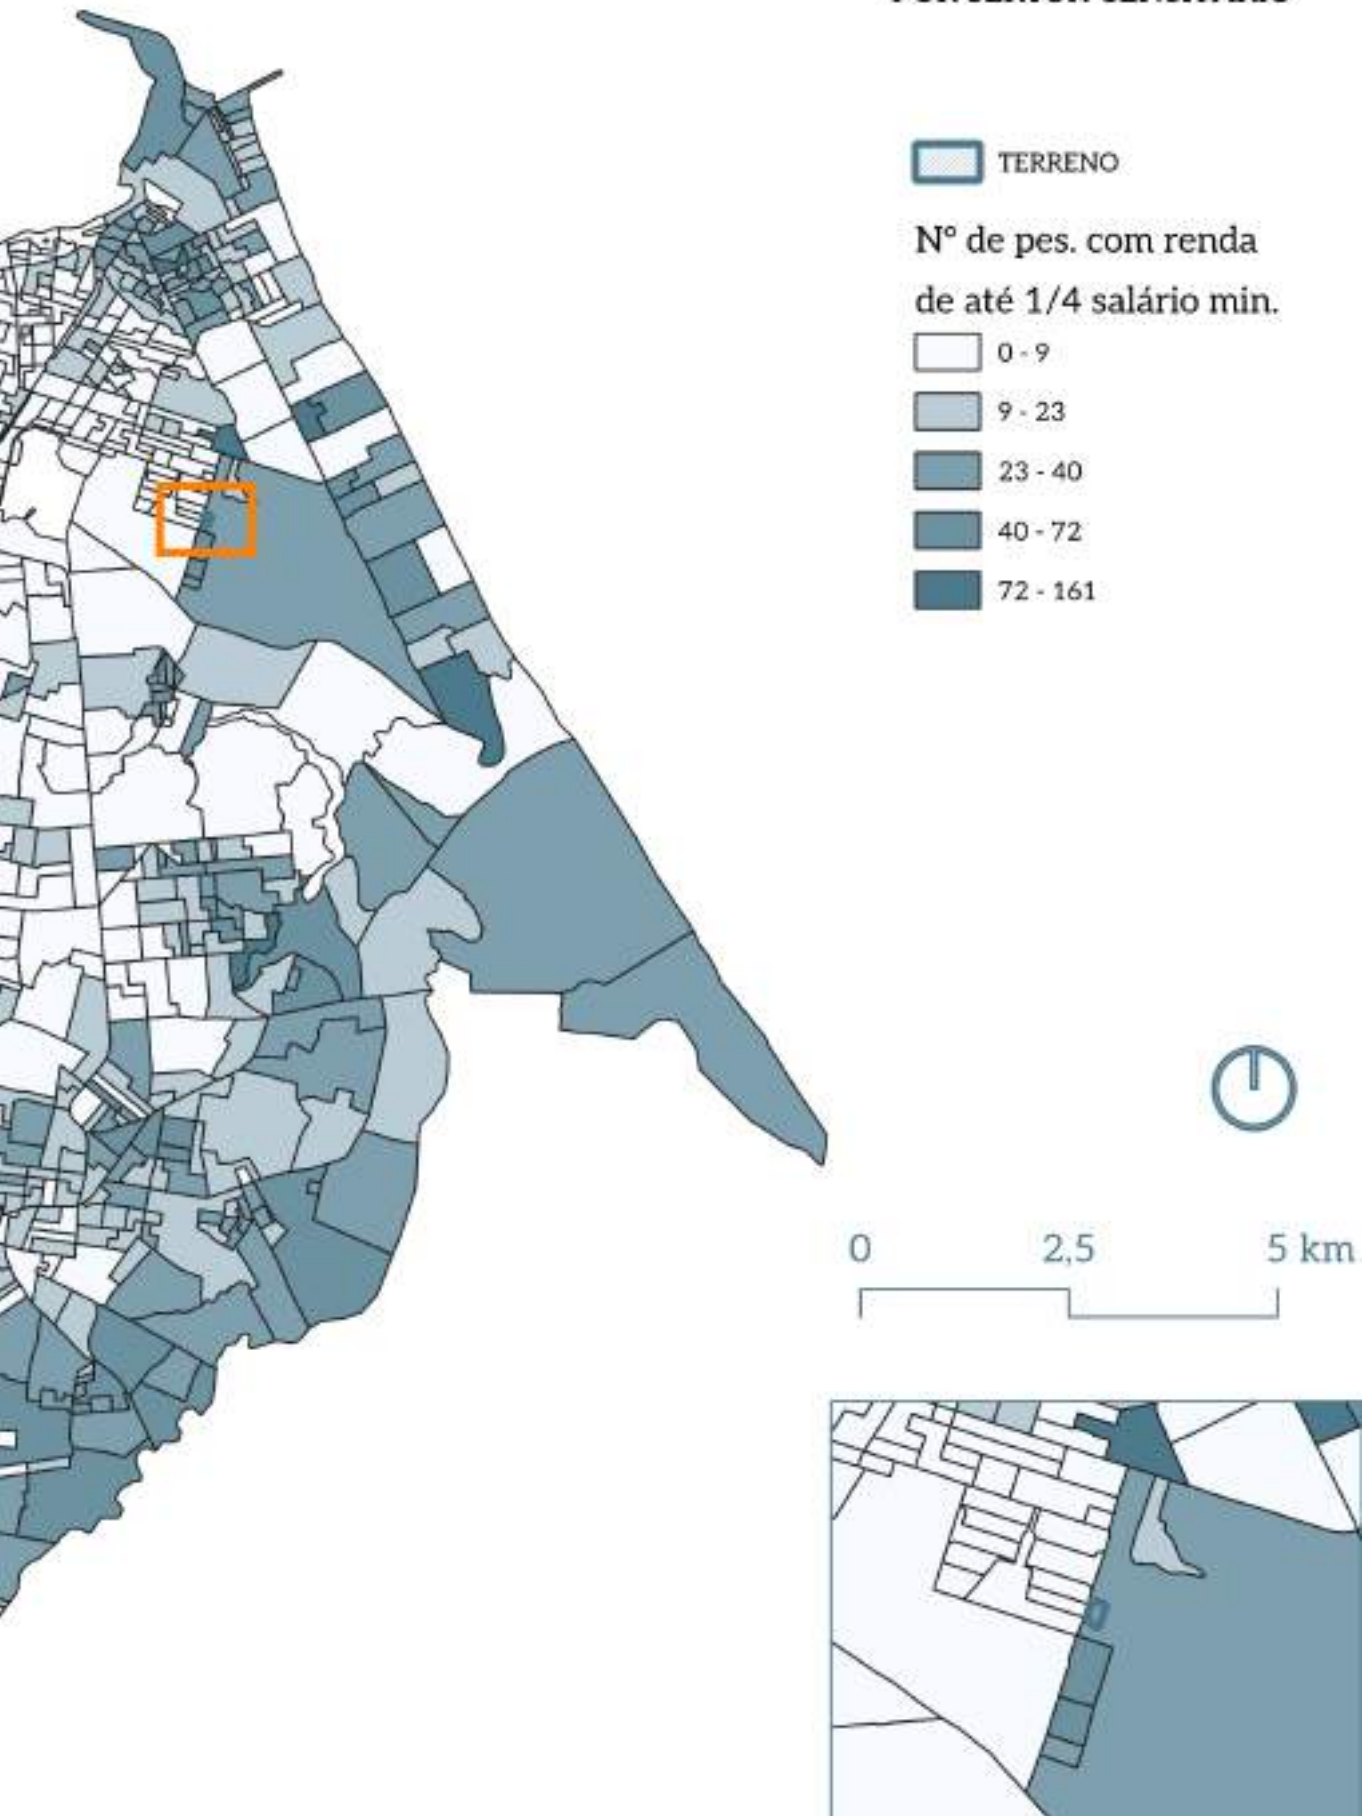 TERRENO
Nº de pes. com renda
de até 1/4 salário min.
0 - 9
9 - 23
23 - 40
40 - 72
72 - 161
0 2,5 5 km